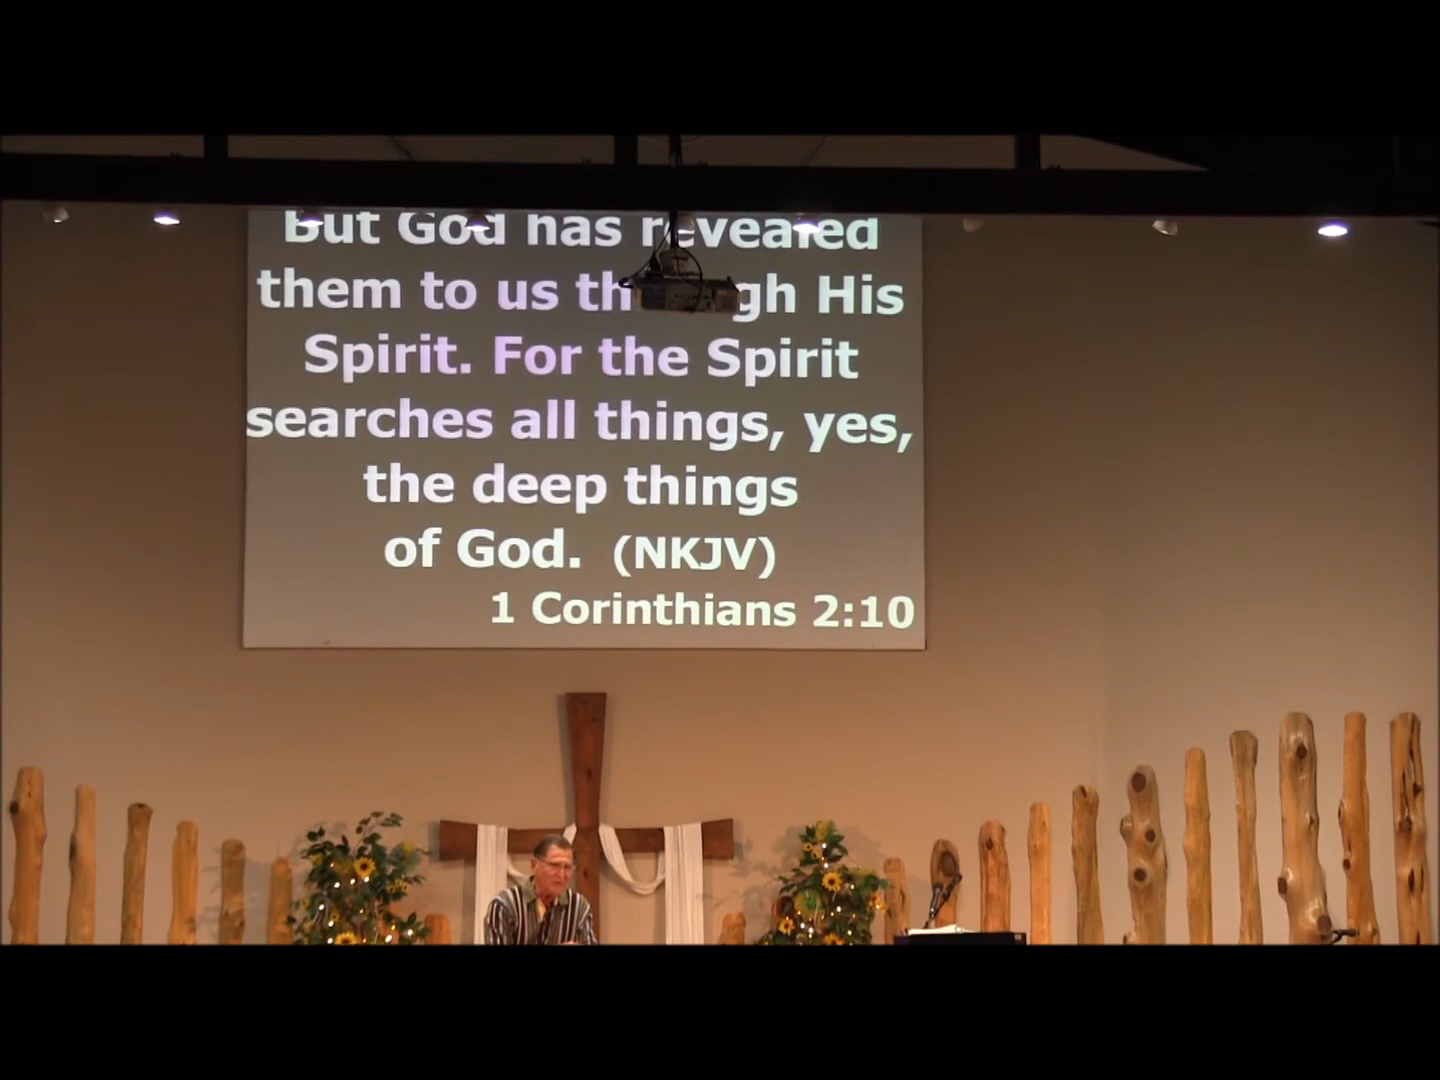 But God has revealed
them to us through His
Spirit. For the Spirit
searches all things, yes,
the deep things
of God. (NKJV)
1 Corinthians 2:10